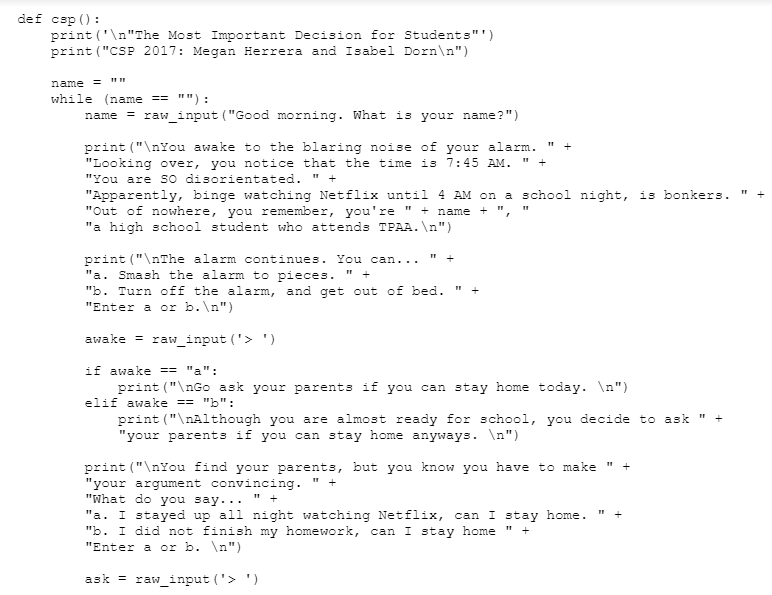 def csp():
    print('\n"The Most Important Decision for Students"')
    print("CSP 2017: Megan Herrera and Isabel Dorn\n")

    name = ""
    while (name == ""):
        name = raw_input("Good morning. What is your name?")

        print("\nYou awake to the blaring noise of your alarm. " +
        "Looking over, you notice that the time is 7:45 AM. " +
        "You are SO disorientated. " +
        "Apparently, binge watching Netflix until 4 AM on a school night, is bonkers. " +
        "Out of nowhere, you remember, you're " + name + ", "
        "a high school student who attends TPAA.\n")

        print("\nThe alarm continues. You can... " +
        "a. Smash the alarm to pieces. " +
        "b. Turn off the alarm, and get out of bed. " +
        "Enter a or b.\n")

        awake = raw_input('> ')

        if awake == "a":
            print("\nGo ask your parents if you can stay home today. \n")
        elif awake == "b":
            print("\nAlthough you are almost ready for school, you decide to ask " +
            "your parents if you can stay home anyways. \n")

        print("\nYou find your parents, but you know you have to make " +
        "your argument convincing. " +
        "What do you say... " +
        "a. I stayed up all night watching Netflix, can I stay home. " +
        "b. I did not finish my homework, can I stay home " +
        "Enter a or b. \n")

        ask = raw_input('> ')